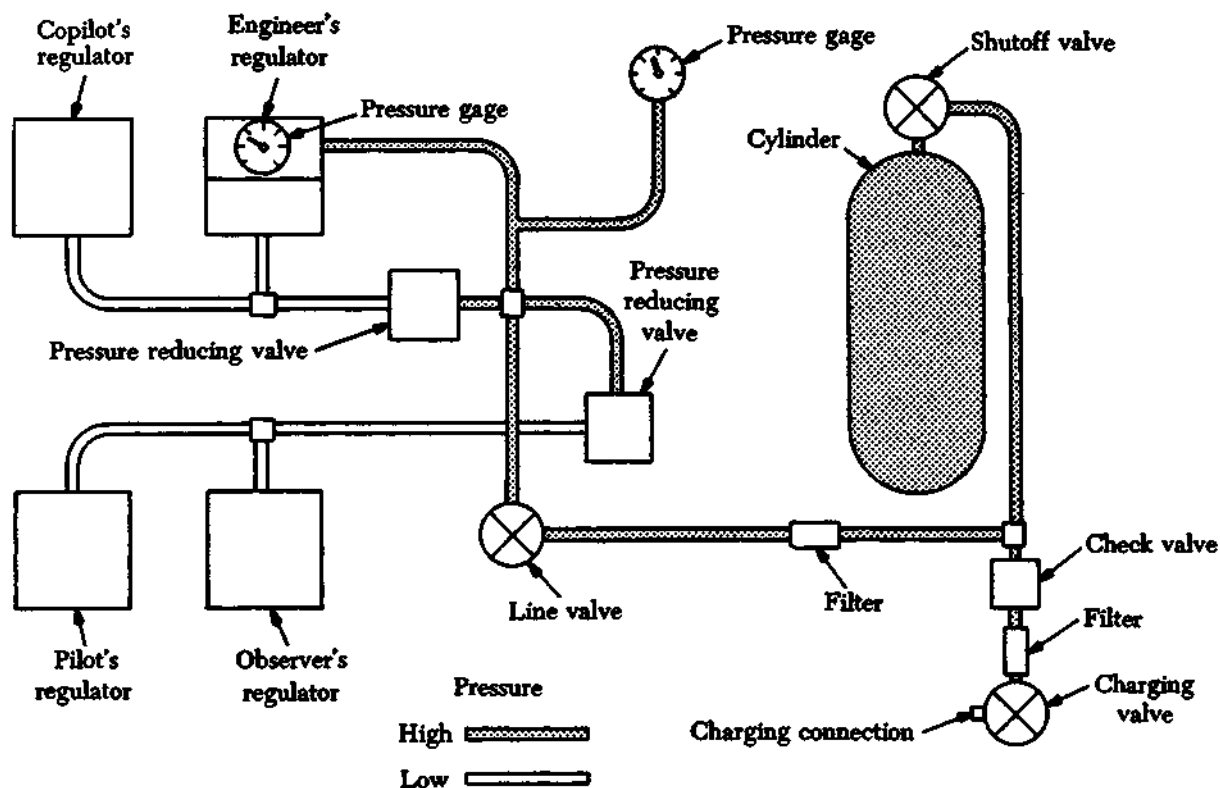 Copilot's
regulator
Engineer's
regulator
Pressure gage
Pressure gage
Shutoff valve
Cylinder
Pressure
reducing
valve
Pressure reducing valve
Line valve
Filter
Check valve
Filter
Charging
valve
Charging connection
Pilot's
regulator
Observer's
regulator
Pressure
High
Low